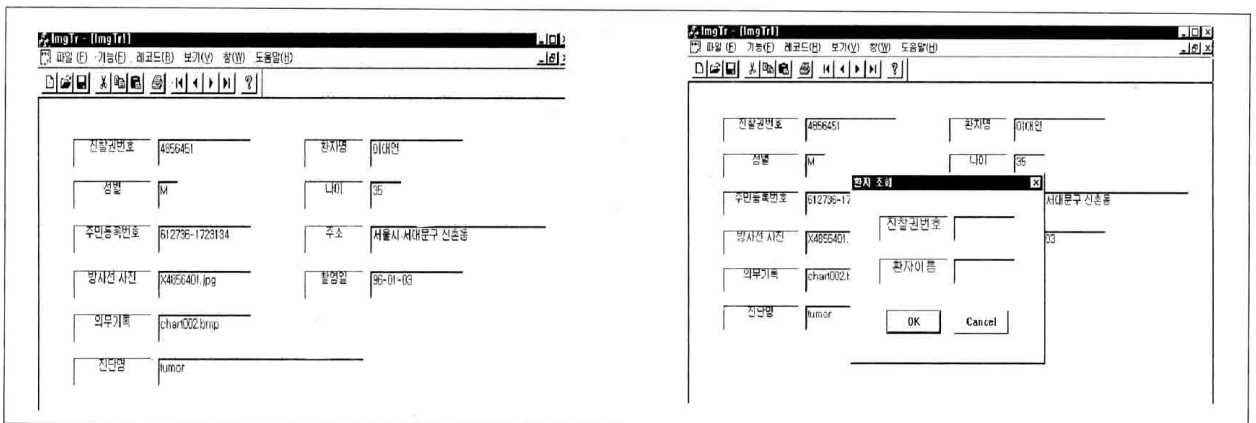 ImgTr - [ImgTr1]
파일(F) 기능(F) 레코드(R) 보기(V) 창(W) 도움말(H)
진찰권번호 4856451 환자명 이대현
성별 M 나이 35
주민등록번호 612736-1723134 주소 서울시 서대문구 신촌동
방사선 사진 X4856401.jpg 촬영일 96-01-03
의무기록 chart002.bmp
진단명 tumor
ImgTr - [ImgTr1]
파일(F) 기능(F) 레코드(R) 보기(V) 창(W) 도움말(H)
진찰권번호 4856451 환자명 이대현
성별 M 나이 35
환자 조회
주민등록번호 612736-17 서대문구 신촌동
진찰권번호
방사선 사진 X4856401. 03
환자이름
의무기록 chart002.b
진단명 tumor
OK Cancel